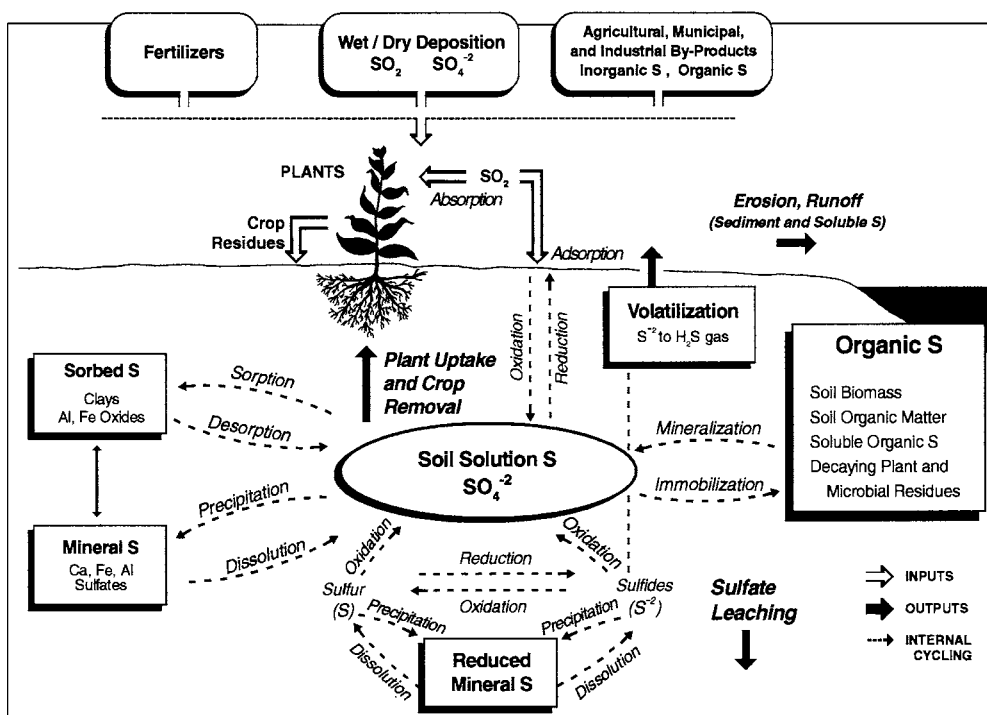 Fertilizers
Wet / Dry Deposition
SO₂ SO₄⁻²
Agricultural, Municipal,
and Industrial By-Products
Inorganic S , Organic S
PLANTS
SO₂
Absorption
Crop
Residues
Adsorption
Erosion, Runoff
(Sediment and Soluble S)
Volatilization
S⁻² to H₂S gas
Oxidation
Reduction
Organic S
Soil Biomass
Soil Organic Matter
Soluble Organic S
Decaying Plant and
Microbial Residues
Plant Uptake
and Crop
Removal
Sorbed S
Clays
Al, Fe Oxides
Sorption
Desorption
Soil Solution S
SO₄⁻²
Mineralization
Immobilization
Precipitation
Dissolution
Mineral S
Ca, Fe, Al
Sulfates
Oxidation
Oxidation
Reduction
Oxidation
Sulfur
(S)
Sulfides
(S⁻²)
Precipitation
Precipitation
Reduced
Mineral S
Dissolution
Dissolution
Sulfate
Leaching
INPUTS
OUTPUTS
INTERNAL
CYCLING